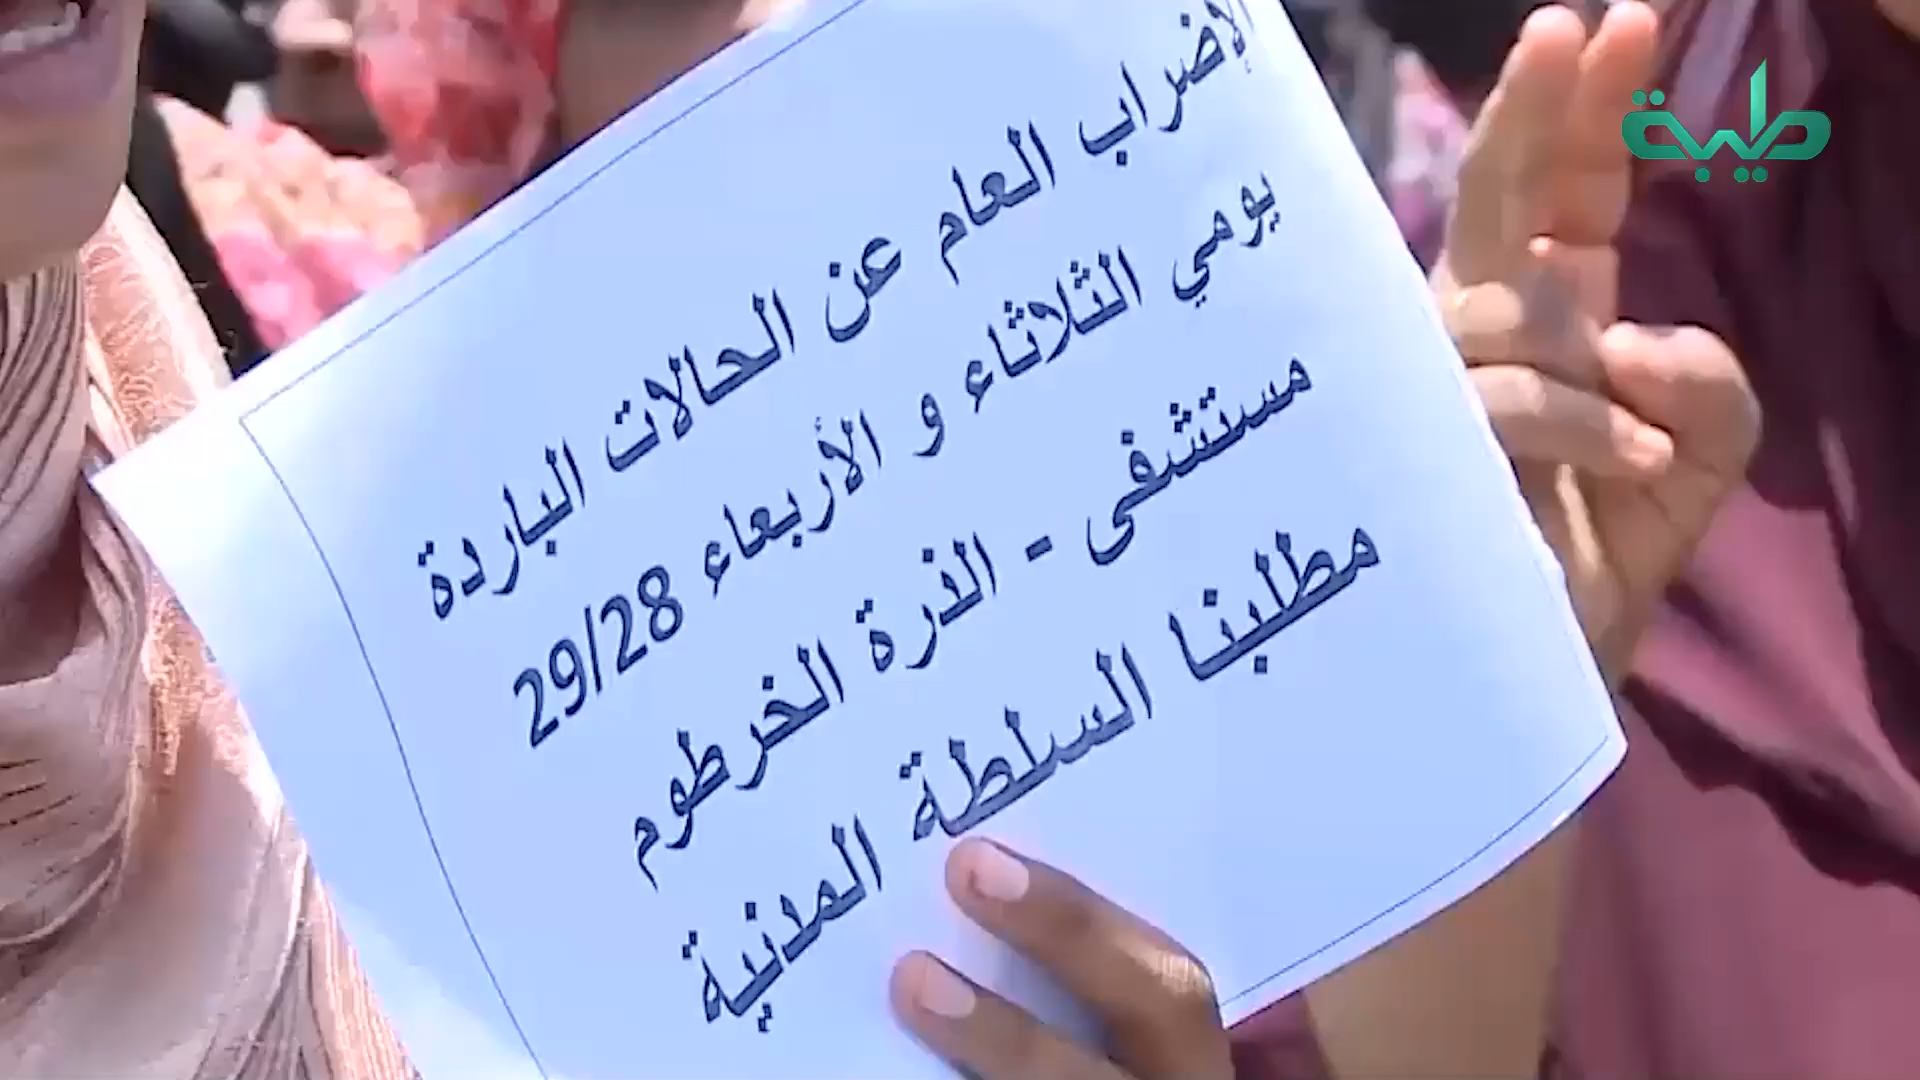 الإضراب العام عن الحالات الباردة
يومي الثلاثاء و الأربعاء 29/28
مستشفى - الذرة الخرطوم
مطلبنا السلطة المدنية
طيبة